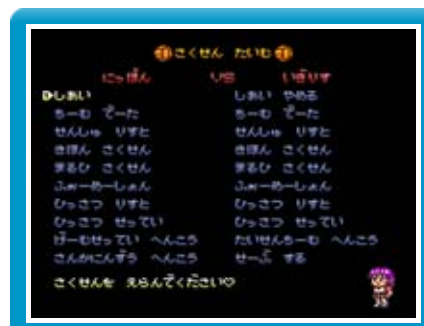 さくせん たいむ
にっぽん VS いぎりす
しあい しあい やめる
ちーむ でーた ちーむ でーた
せんしゅ りすと せんしゅ りすと
きほん さくせん きほん さくせん
まるひ さくせん まるひ さくせん
ふぉーめーしょん ふぉーめーしょん
ひっさつ りすと ひっさつ りすと
ひっさつ せってい ひっさつ せってい
げーむせってい へんこう たいせんちーむ へんこう
さんかにんずう へんこう せーぶ する
さくせんを えらんでください♡